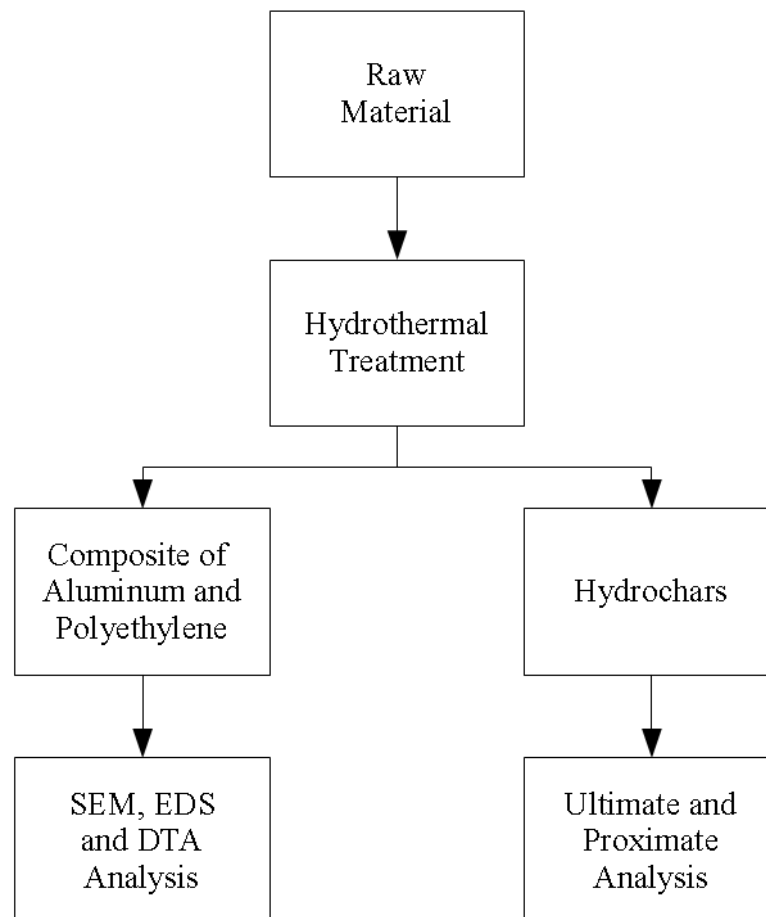 Raw
Material
Hydrothermal
Treatment
Composite of
Aluminum and
Polyethylene
Hydrochars
SEM, EDS
and DTA
Analysis
Ultimate and
Proximate
Analysis